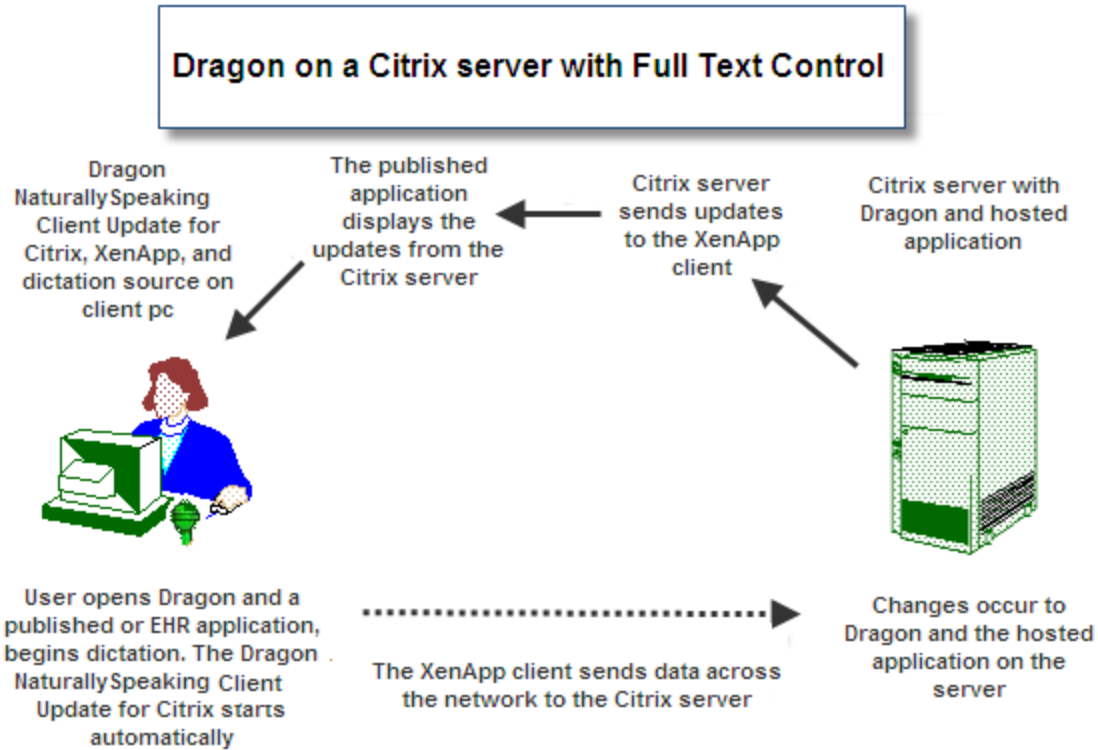 Dragon on a Citrix server with Full Text Control
Dragon
NaturallySpeaking
Client Update for
Citrix, XenApp, and
dictation source on
client pc
The published
application
displays the
updates from the
Citrix server
Citrix server
sends updates
to the XenApp
client
Citrix server with
Dragon and hosted
application
User opens Dragon and a
published or EHR application,
begins dictation. The Dragon
NaturallySpeaking Client
Update for Citrix starts
automatically
The XenApp client sends data across
the network to the Citrix server
Changes occur to
Dragon and the hosted
application on the
server